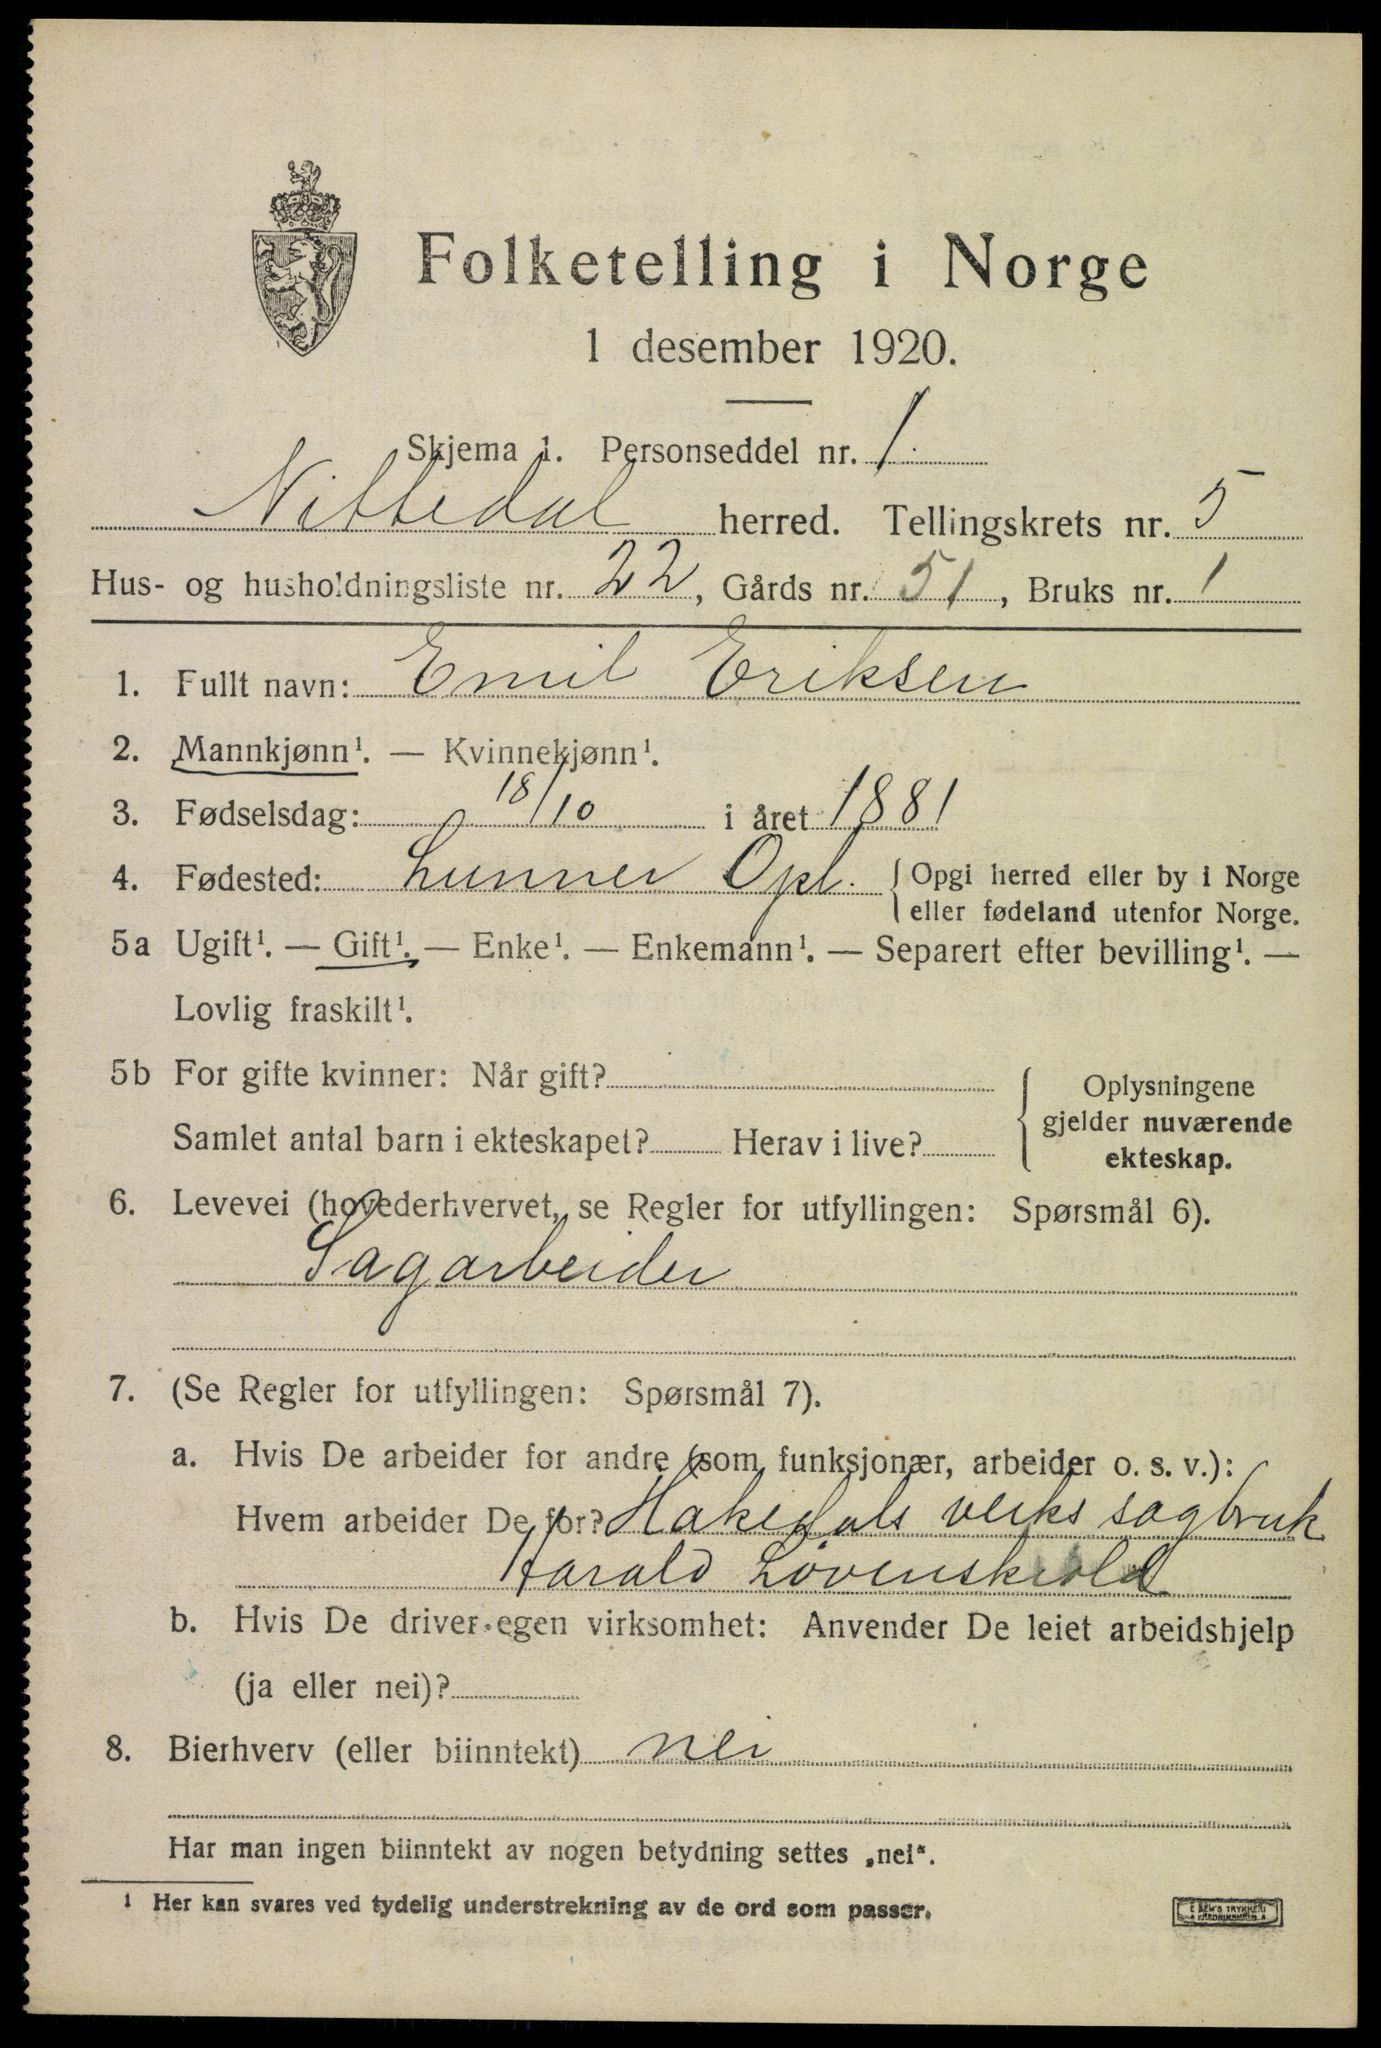 Folketelling i Norge
1 desember 1920.
Skjema 1. Personseddel nr. 1.
Nittedal herred. Tellingskrets nr. 5
Hus- og husholdningsliste nr. 22, Gårds nr. 51, Bruks nr. 1
1. Fullt navn: Emil Eriksen
2. Mannkjønn¹. — Kvinnekjønn¹.
3. Fødselsdag: 18/10 i året 1881
4. Fødested: Lunner Opl. { Opgi herred eller by i Norge
eller fødeland utenfor Norge.
5a Ugift¹. — Gift¹. — Enke¹. — Enkemann¹. — Separert efter bevilling¹. —
Lovlig fraskilt¹.
5b For gifte kvinner: Når gift?
Samlet antal barn i ekteskapet? Herav i live?
Oplysningene
gjelder nuværende
ekteskap.
6. Levevei (hovederhvervet, se Regler for utfyllingen: Spørsmål 6).
Sagarbeider
7. (Se Regler for utfyllingen: Spørsmål 7).
a. Hvis De arbeider for andre (som funksjonær, arbeider o. s. v.):
Hvem arbeider De for? Hakedals verks sagbruk
Harald Løvenskiold
b. Hvis De driver egen virksomhet: Anvender De leiet arbeidshjelp
(ja eller nei)?
8. Bierhverv (eller biinntekt) nei
Har man ingen biinntekt av nogen betydning settes „nei“.
¹ Her kan svares ved tydelig understrekning av de ord som passer.
E SEM'S TRYKKERI
FREDRIKSHALD